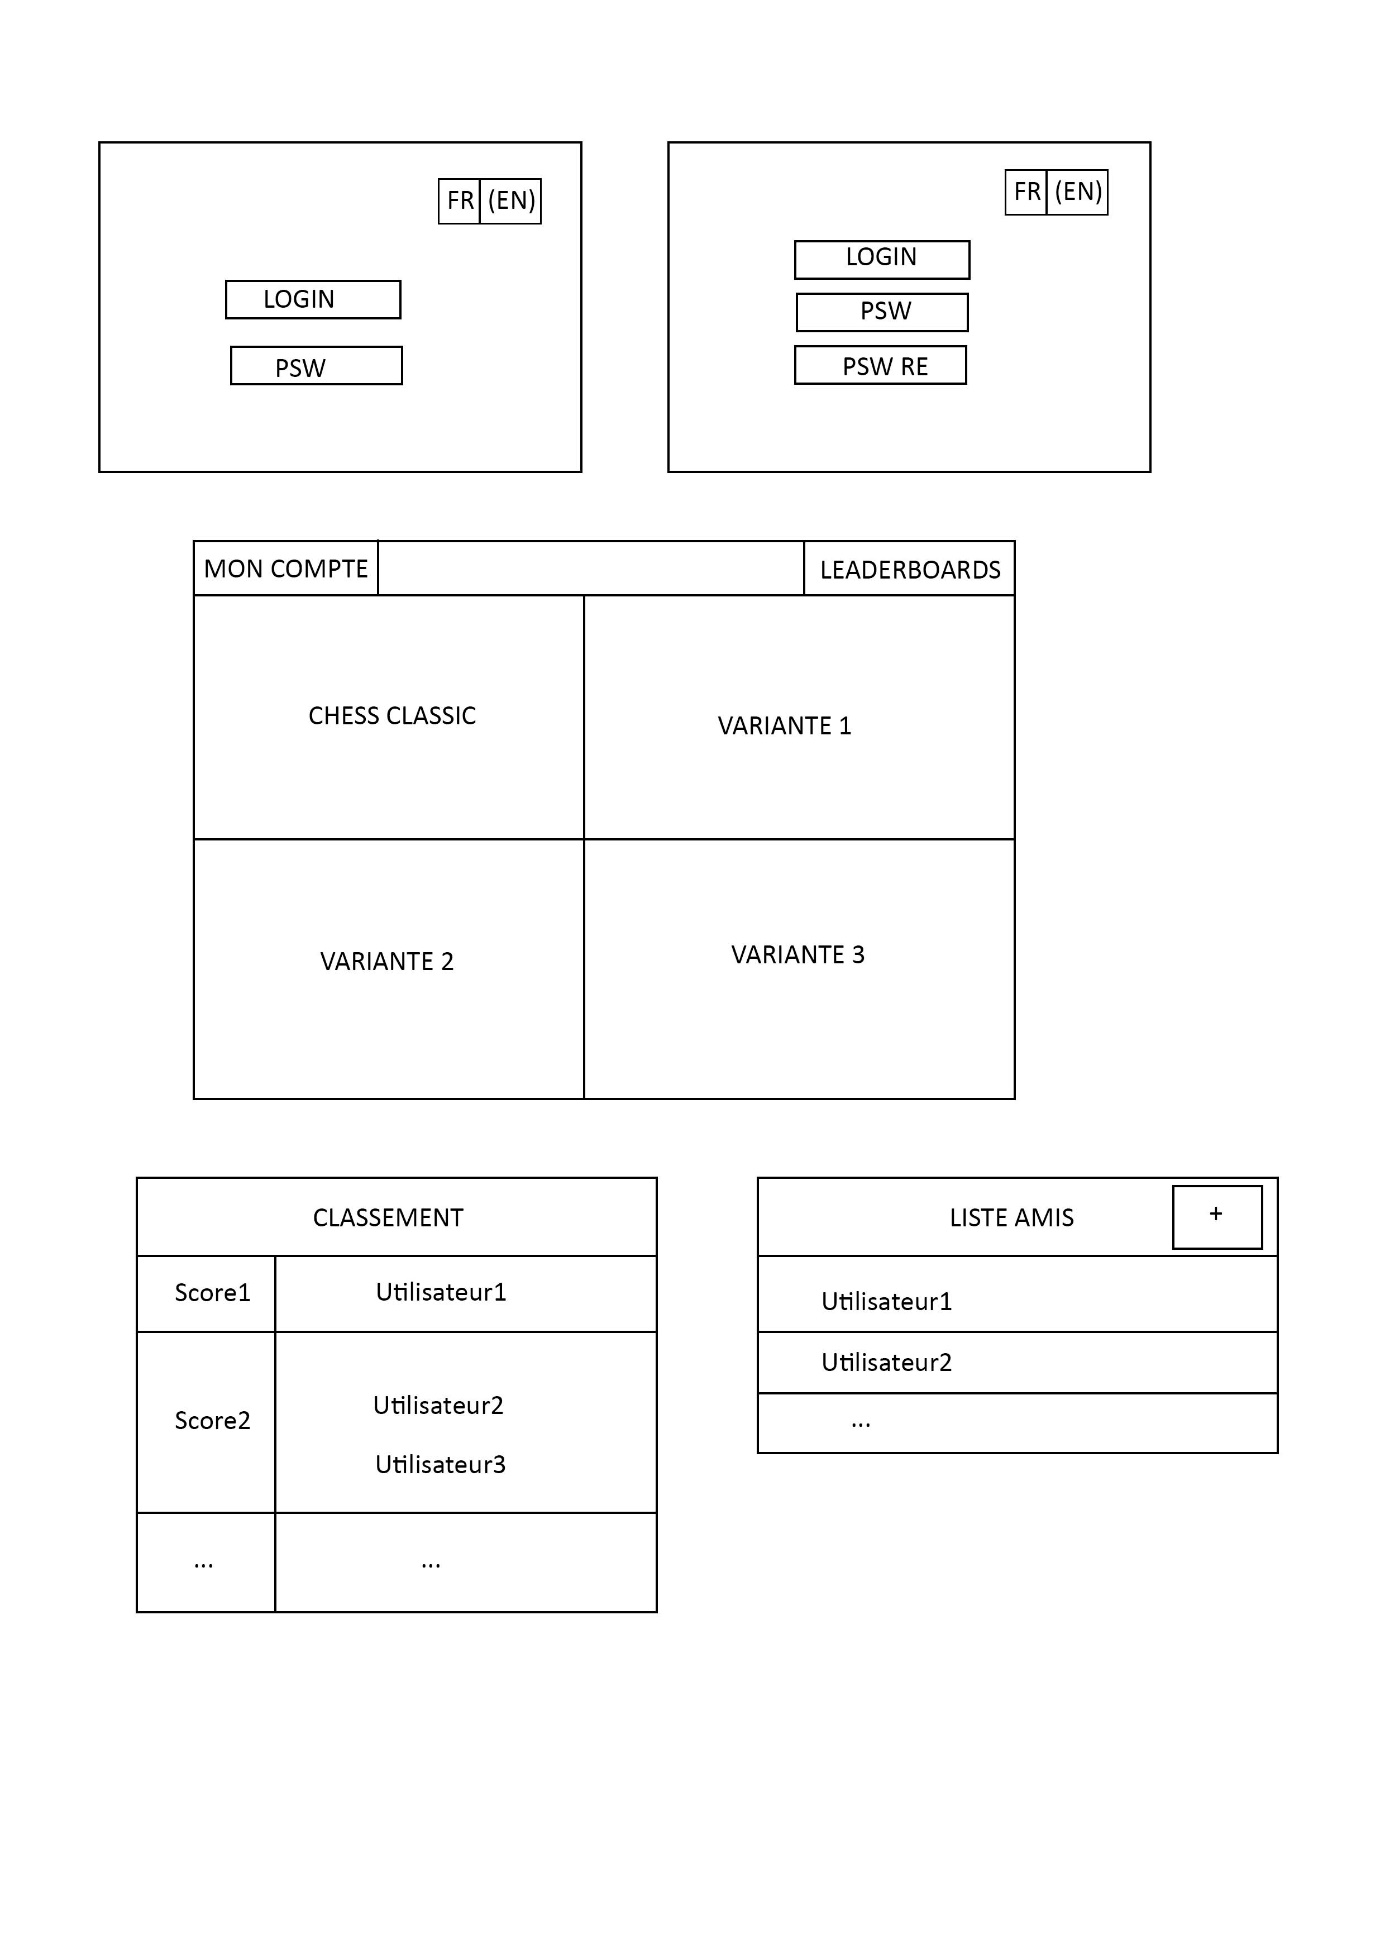 FR (EN)
LOGIN
PSW
FR (EN)
LOGIN
PSW
PSW RE
MON COMPTE
LEADERBOARDS
CHESS CLASSIC
VARIANTE 1
VARIANTE 2
VARIANTE 3
CLASSEMENT
Score1 Utilisateur1
Score2 Utilisateur2
Utilisateur3
... ...
LISTE AMIS +
Utilisateur1
Utilisateur2
...